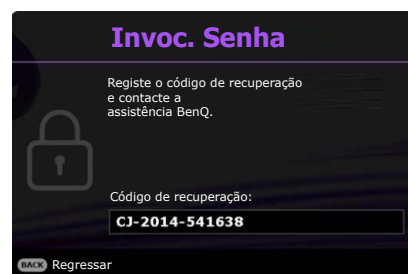 Invoc. Senha
Registe o código de recuperação
e contacte a
assistência BenQ.
Código de recuperação:
CJ-2014-541638
BACK Regressar